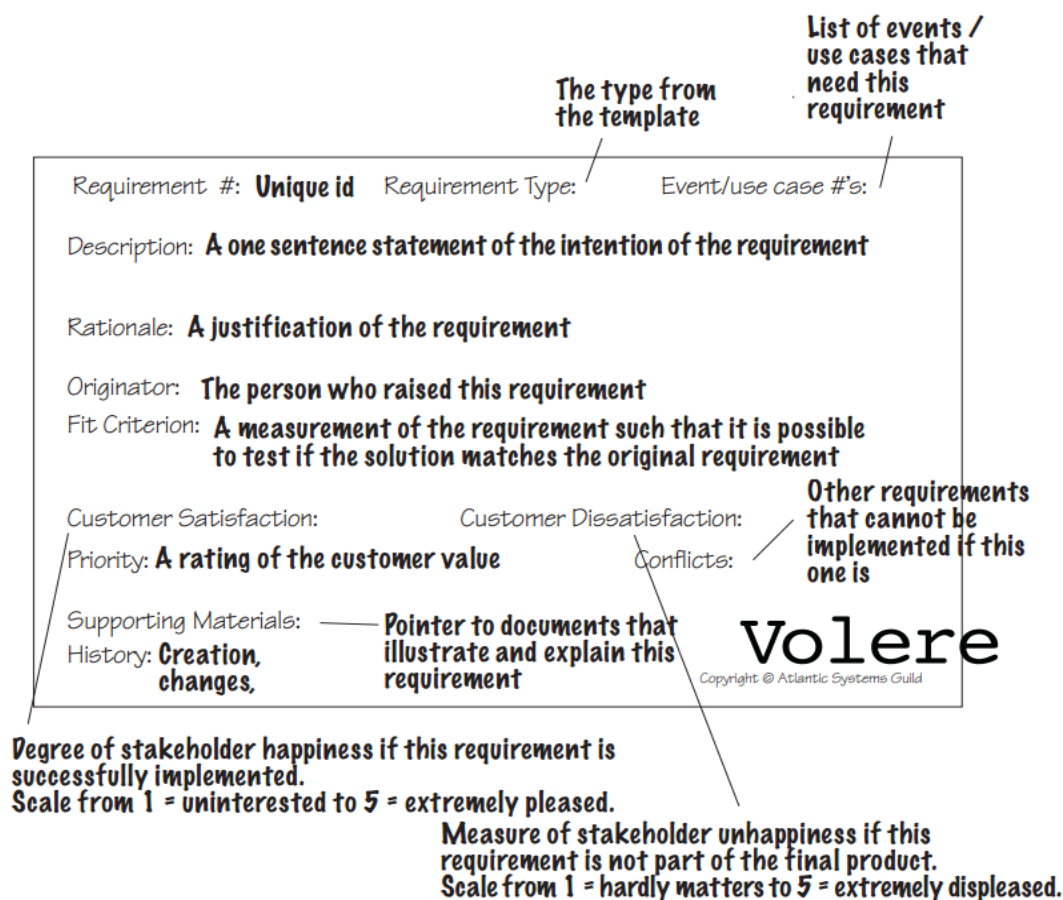 List of events /
use cases that
need this
requirement
The type from
the template
Requirement #: Unique id Requirement Type: Event/use case #'s:
Description: A one sentence statement of the intention of the requirement
Rationale: A justification of the requirement
Originator: The person who raised this requirement
Fit Criterion: A measurement of the requirement such that it is possible
to test if the solution matches the original requirement
Other requirements
that cannot be
implemented if this
one is
Customer Satisfaction: Customer Dissatisfaction:
Priority: A rating of the customer value Conflicts:
Supporting Materials: Pointer to documents that
illustrate and explain this
requirement
History: Creation,
changes,
Volere
Copyright © Atlantic Systems Guild
Degree of stakeholder happiness if this requirement is
successfully implemented.
Scale from 1 = uninterested to 5 = extremely pleased.
Measure of stakeholder unhappiness if this
requirement is not part of the final product.
Scale from 1 = hardly matters to 5 = extremely displeased.